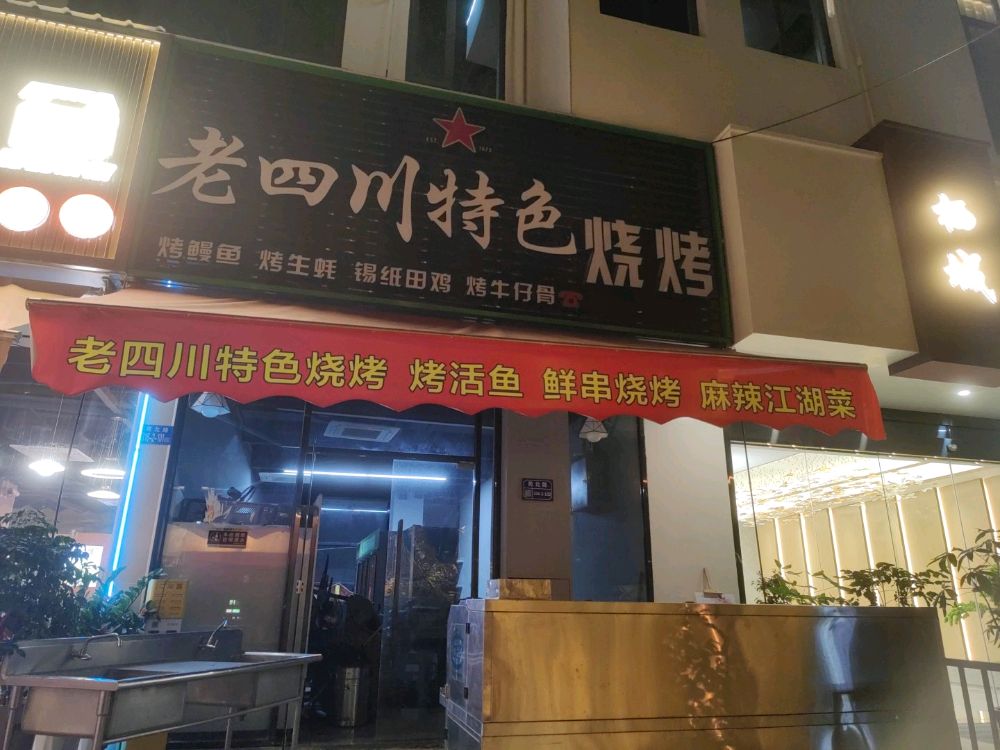 老四川特色烧烤
烤鳗鱼 烤生蚝 锡纸田鸡 烤牛仔骨
老四川特色烧烤 烤活鱼 鲜串烧烤 麻辣江湖菜